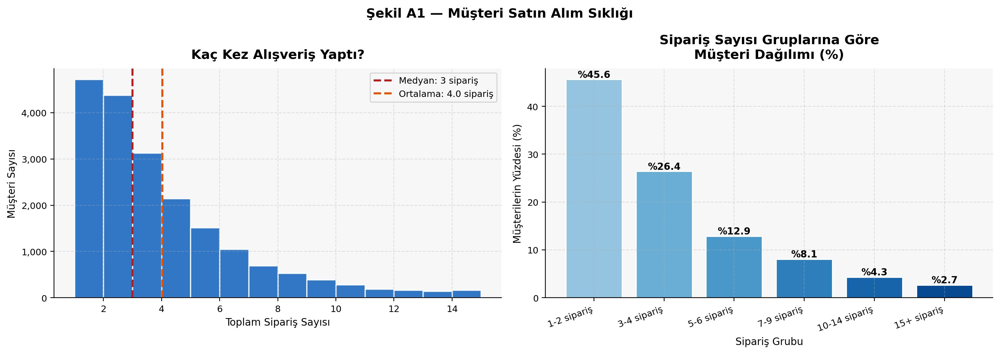 Şekil A1 — Müşteri Satın Alım Sıklığı
Kaç Kez Alışveriş Yaptı?
Medyan: 3 sipariş
Ortalama: 4.0 sipariş
Müşteri Sayısı
4,000
3,000
2,000
1,000
0
2
4
6
8
10
12
14
Toplam Sipariş Sayısı
Sipariş Sayısı Gruplarına Göre
Müşteri Dağılımı (%)
Müşterilerin Yüzdesi (%)
40
30
20
10
0
%45.6
%26.4
%12.9
%8.1
%4.3
%2.7
1-2 sipariş
3-4 sipariş
5-6 sipariş
7-9 sipariş
10-14 sipariş
15+ sipariş
Sipariş Grubu